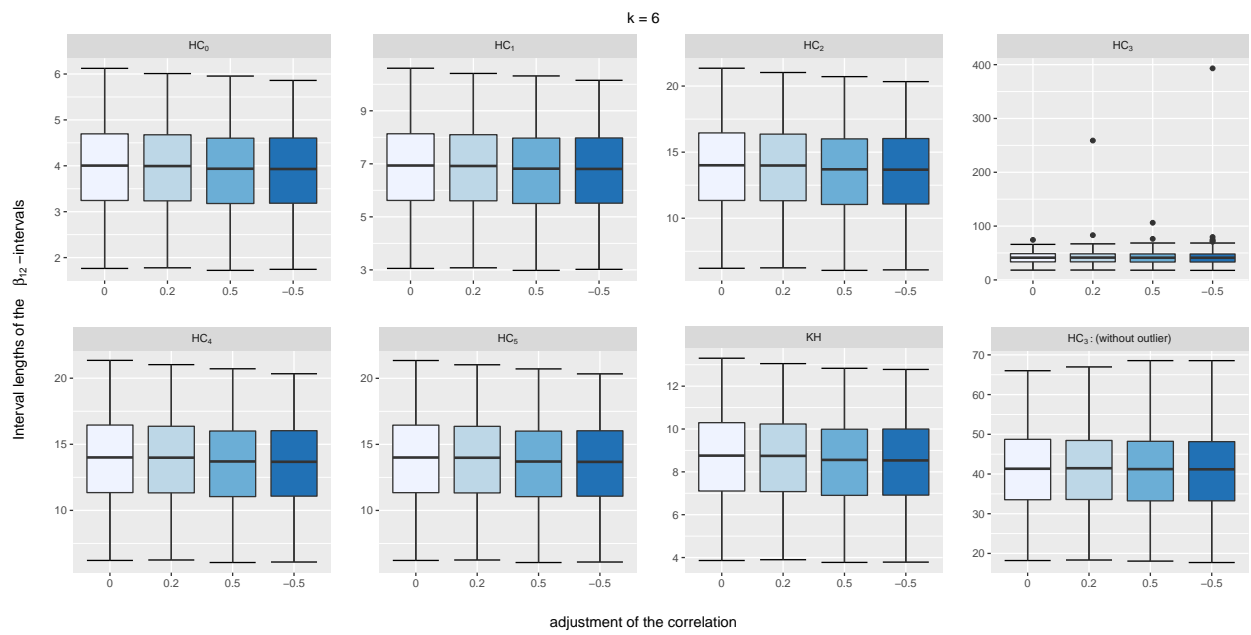 k = 6
HC₀
HC₁
HC₂
HC₃
6
5
4
3
2
9
7
5
3
20
15
10
400
300
200
100
0
0 0.2 0.5 −0.5
0 0.2 0.5 −0.5
0 0.2 0.5 −0.5
0 0.2 0.5 −0.5
Interval lengths of the β₁₂ −intervals
HC₄
HC₅
KH
HC₃ : (without outlier)
20
15
10
20
15
10
12
10
8
6
4
70
60
50
40
30
20
0 0.2 0.5 −0.5
0 0.2 0.5 −0.5
0 0.2 0.5 −0.5
0 0.2 0.5 −0.5
adjustment of the correlation